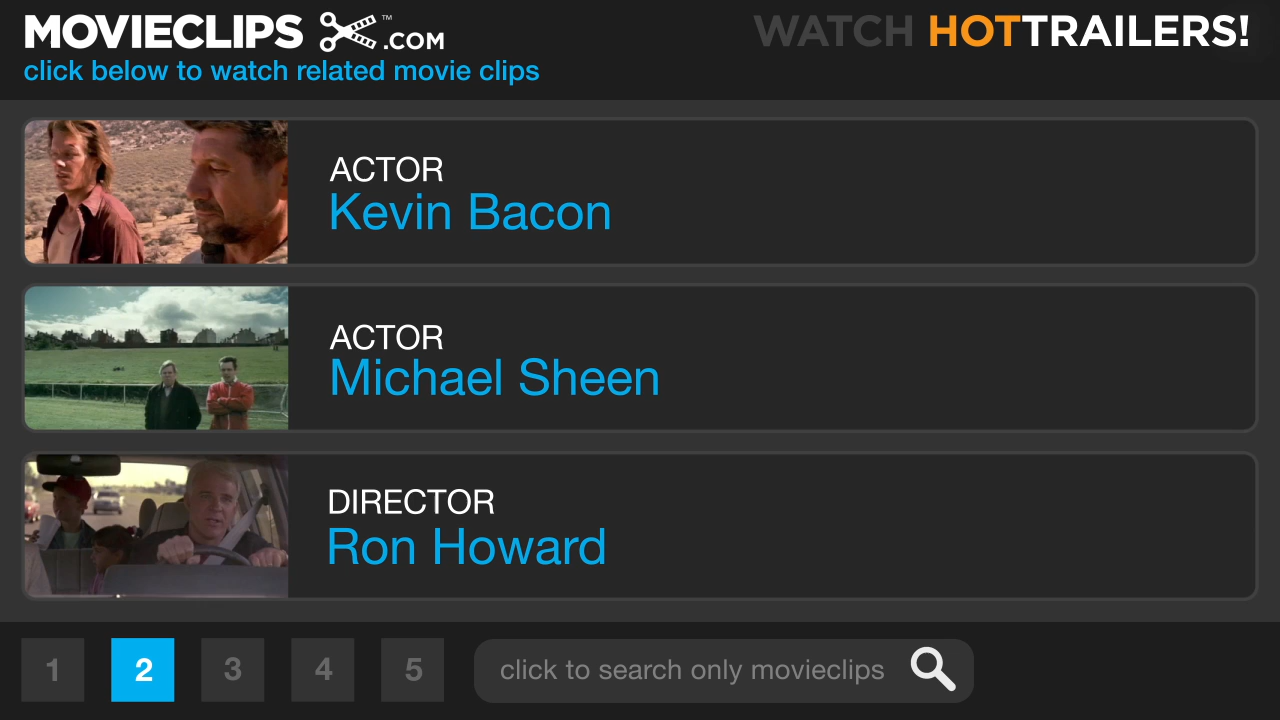 MOVIECLIPS ™ .COM
WATCH HOTTRAILERS!
click below to watch related movie clips
ACTOR
Kevin Bacon
ACTOR
Michael Sheen
DIRECTOR
Ron Howard
1 2 3 4 5
click to search only movieclips